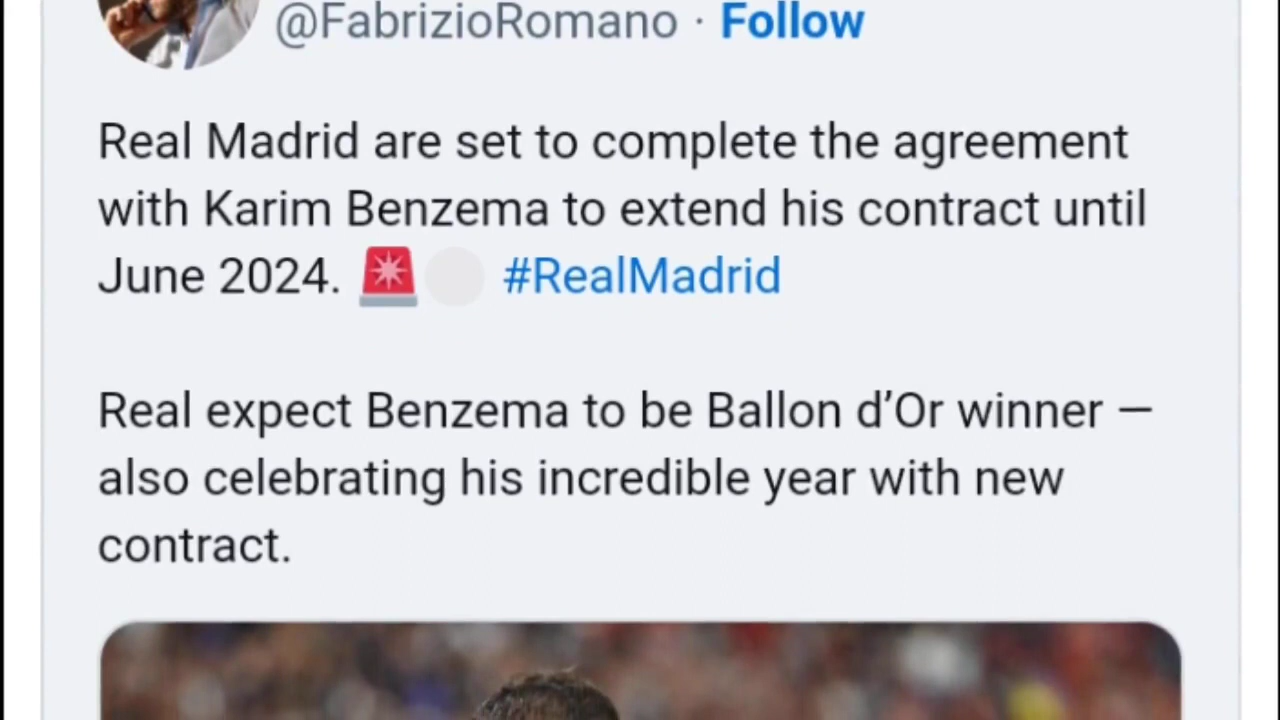 @FabrizioRomano · Follow
Real Madrid are set to complete the agreement
with Karim Benzema to extend his contract until
June 2024. 🚨⚪ #RealMadrid
Real expect Benzema to be Ballon d’Or winner —
also celebrating his incredible year with new
contract.